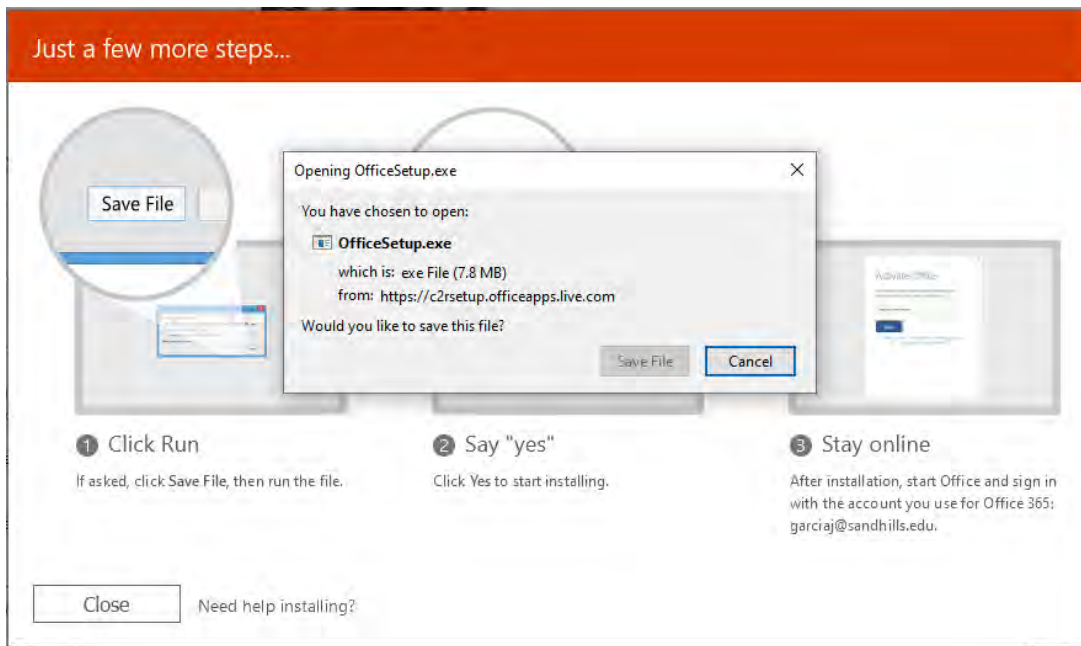 Just a few more steps...
Save File
Opening OfficeSetup.exe
You have chosen to open:
OfficeSetup.exe
which is: exe File (7.8 MB)
from: https://c2rsetup.officeapps.live.com
Would you like to save this file?
Save File
Cancel
Activate Office
1 Click Run
If asked, click Save File, then run the file.
2 Say "yes"
Click Yes to start installing.
3 Stay online
After installation, start Office and sign in
with the account you use for Office 365:
garciaj@sandhills.edu.
Close
Need help installing?